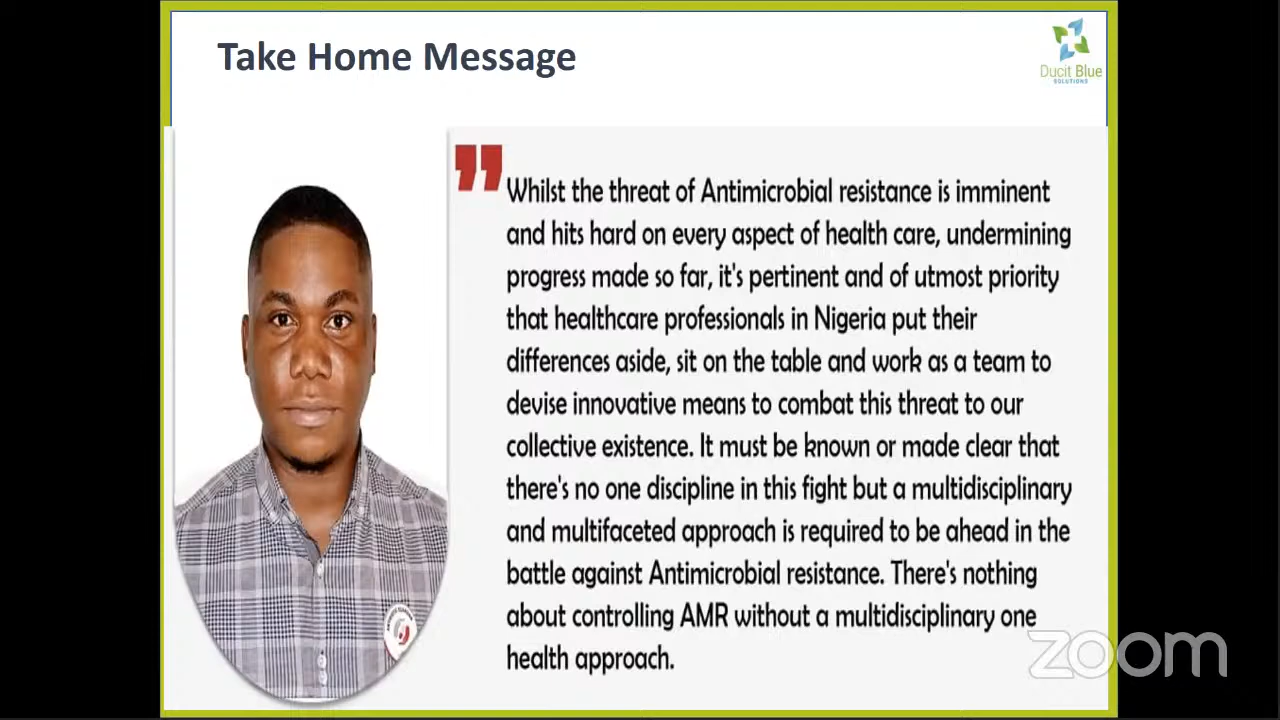 Take Home Message
Ducit Blue
SOLUTIONS
Whilst the threat of Antimicrobial resistance is imminent
and hits hard on every aspect of health care, undermining
progress made so far, it's pertinent and of utmost priority
that healthcare professionals in Nigeria put their
differences aside, sit on the table and work as a team to
devise innovative means to combat this threat to our
collective existence. It must be known or made clear that
there's no one discipline in this fight but a multidisciplinary
and multifaceted approach is required to be ahead in the
battle against Antimicrobial resistance. There's nothing
about controlling AMR without a multidisciplinary one
health approach.
zoom